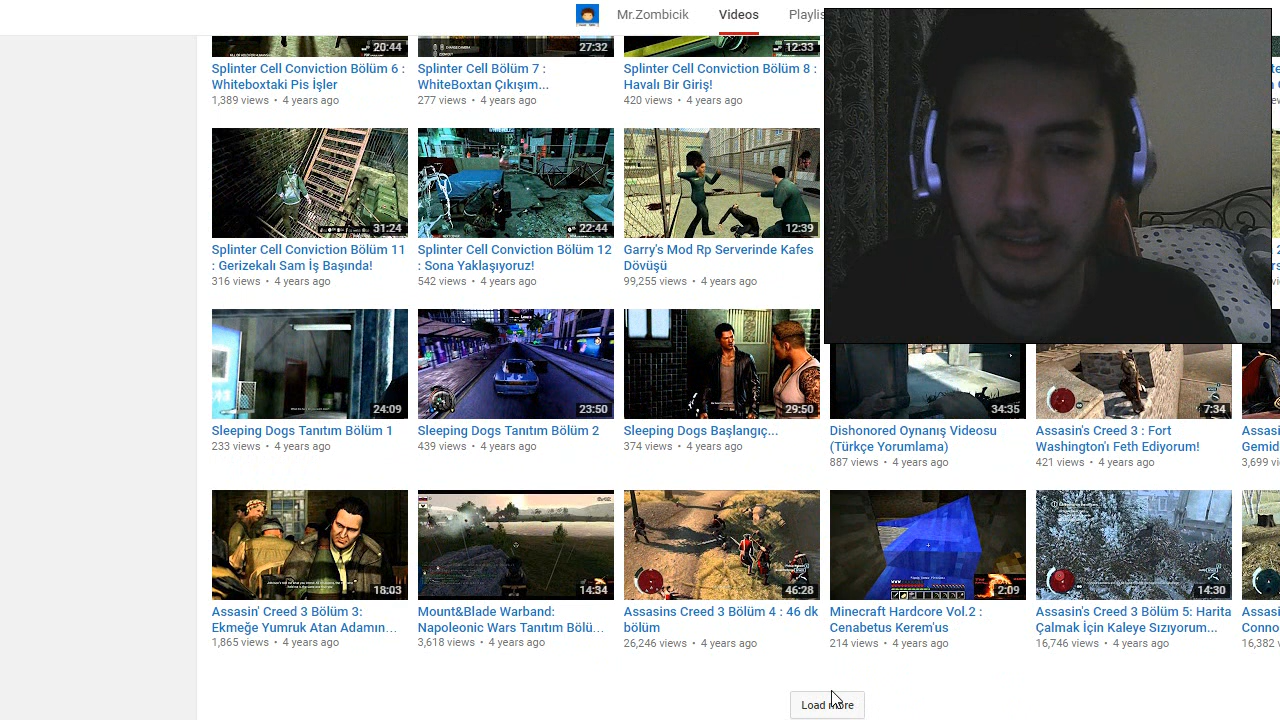 Mr.Zombicik
Videos
Playlis
20:44
27:32
12:33
Splinter Cell Conviction Bölüm 6 :
Whiteboxtaki Pis İşler
1,389 views • 4 years ago
Splinter Cell Bölüm 7 :
WhiteBoxtan Çıkışım...
277 views • 4 years ago
Splinter Cell Conviction Bölüm 8 :
Havalı Bir Giriş!
420 views • 4 years ago
31:24
22:44
12:39
Splinter Cell Conviction Bölüm 11
: Gerizekalı Sam İş Başında!
316 views • 4 years ago
Splinter Cell Conviction Bölüm 12
: Sona Yaklaşıyoruz!
542 views • 4 years ago
Garry's Mod Rp Serverinde Kafes
Dövüşü
99,255 views • 4 years ago
24:09
23:50
29:50
34:35
7:34
Sleeping Dogs Tanıtım Bölüm 1
233 views • 4 years ago
Sleeping Dogs Tanıtım Bölüm 2
439 views • 4 years ago
Sleeping Dogs Başlangıç...
374 views • 4 years ago
Dishonored Oynanış Videosu
(Türkçe Yorumlama)
887 views • 4 years ago
Assasin's Creed 3 : Fort
Washington'ı Feth Ediyorum!
421 views • 4 years ago
Assasi
Gemid
3,699 v
18:03
14:34
46:28
2:09
14:30
Assasin' Creed 3 Bölüm 3:
Ekmeğe Yumruk Atan Adamın...
1,865 views • 4 years ago
Mount&Blade Warband:
Napoleonic Wars Tanıtım Bölü...
3,618 views • 4 years ago
Assasins Creed 3 Bölüm 4 : 46 dk
bölüm
26,246 views • 4 years ago
Minecraft Hardcore Vol.2 :
Cenabetus Kerem'us
214 views • 4 years ago
Assasin's Creed 3 Bölüm 5: Harita
Çalmak İçin Kaleye Sızıyorum...
16,746 views • 4 years ago
Assasi
Conno
16,382
Load more